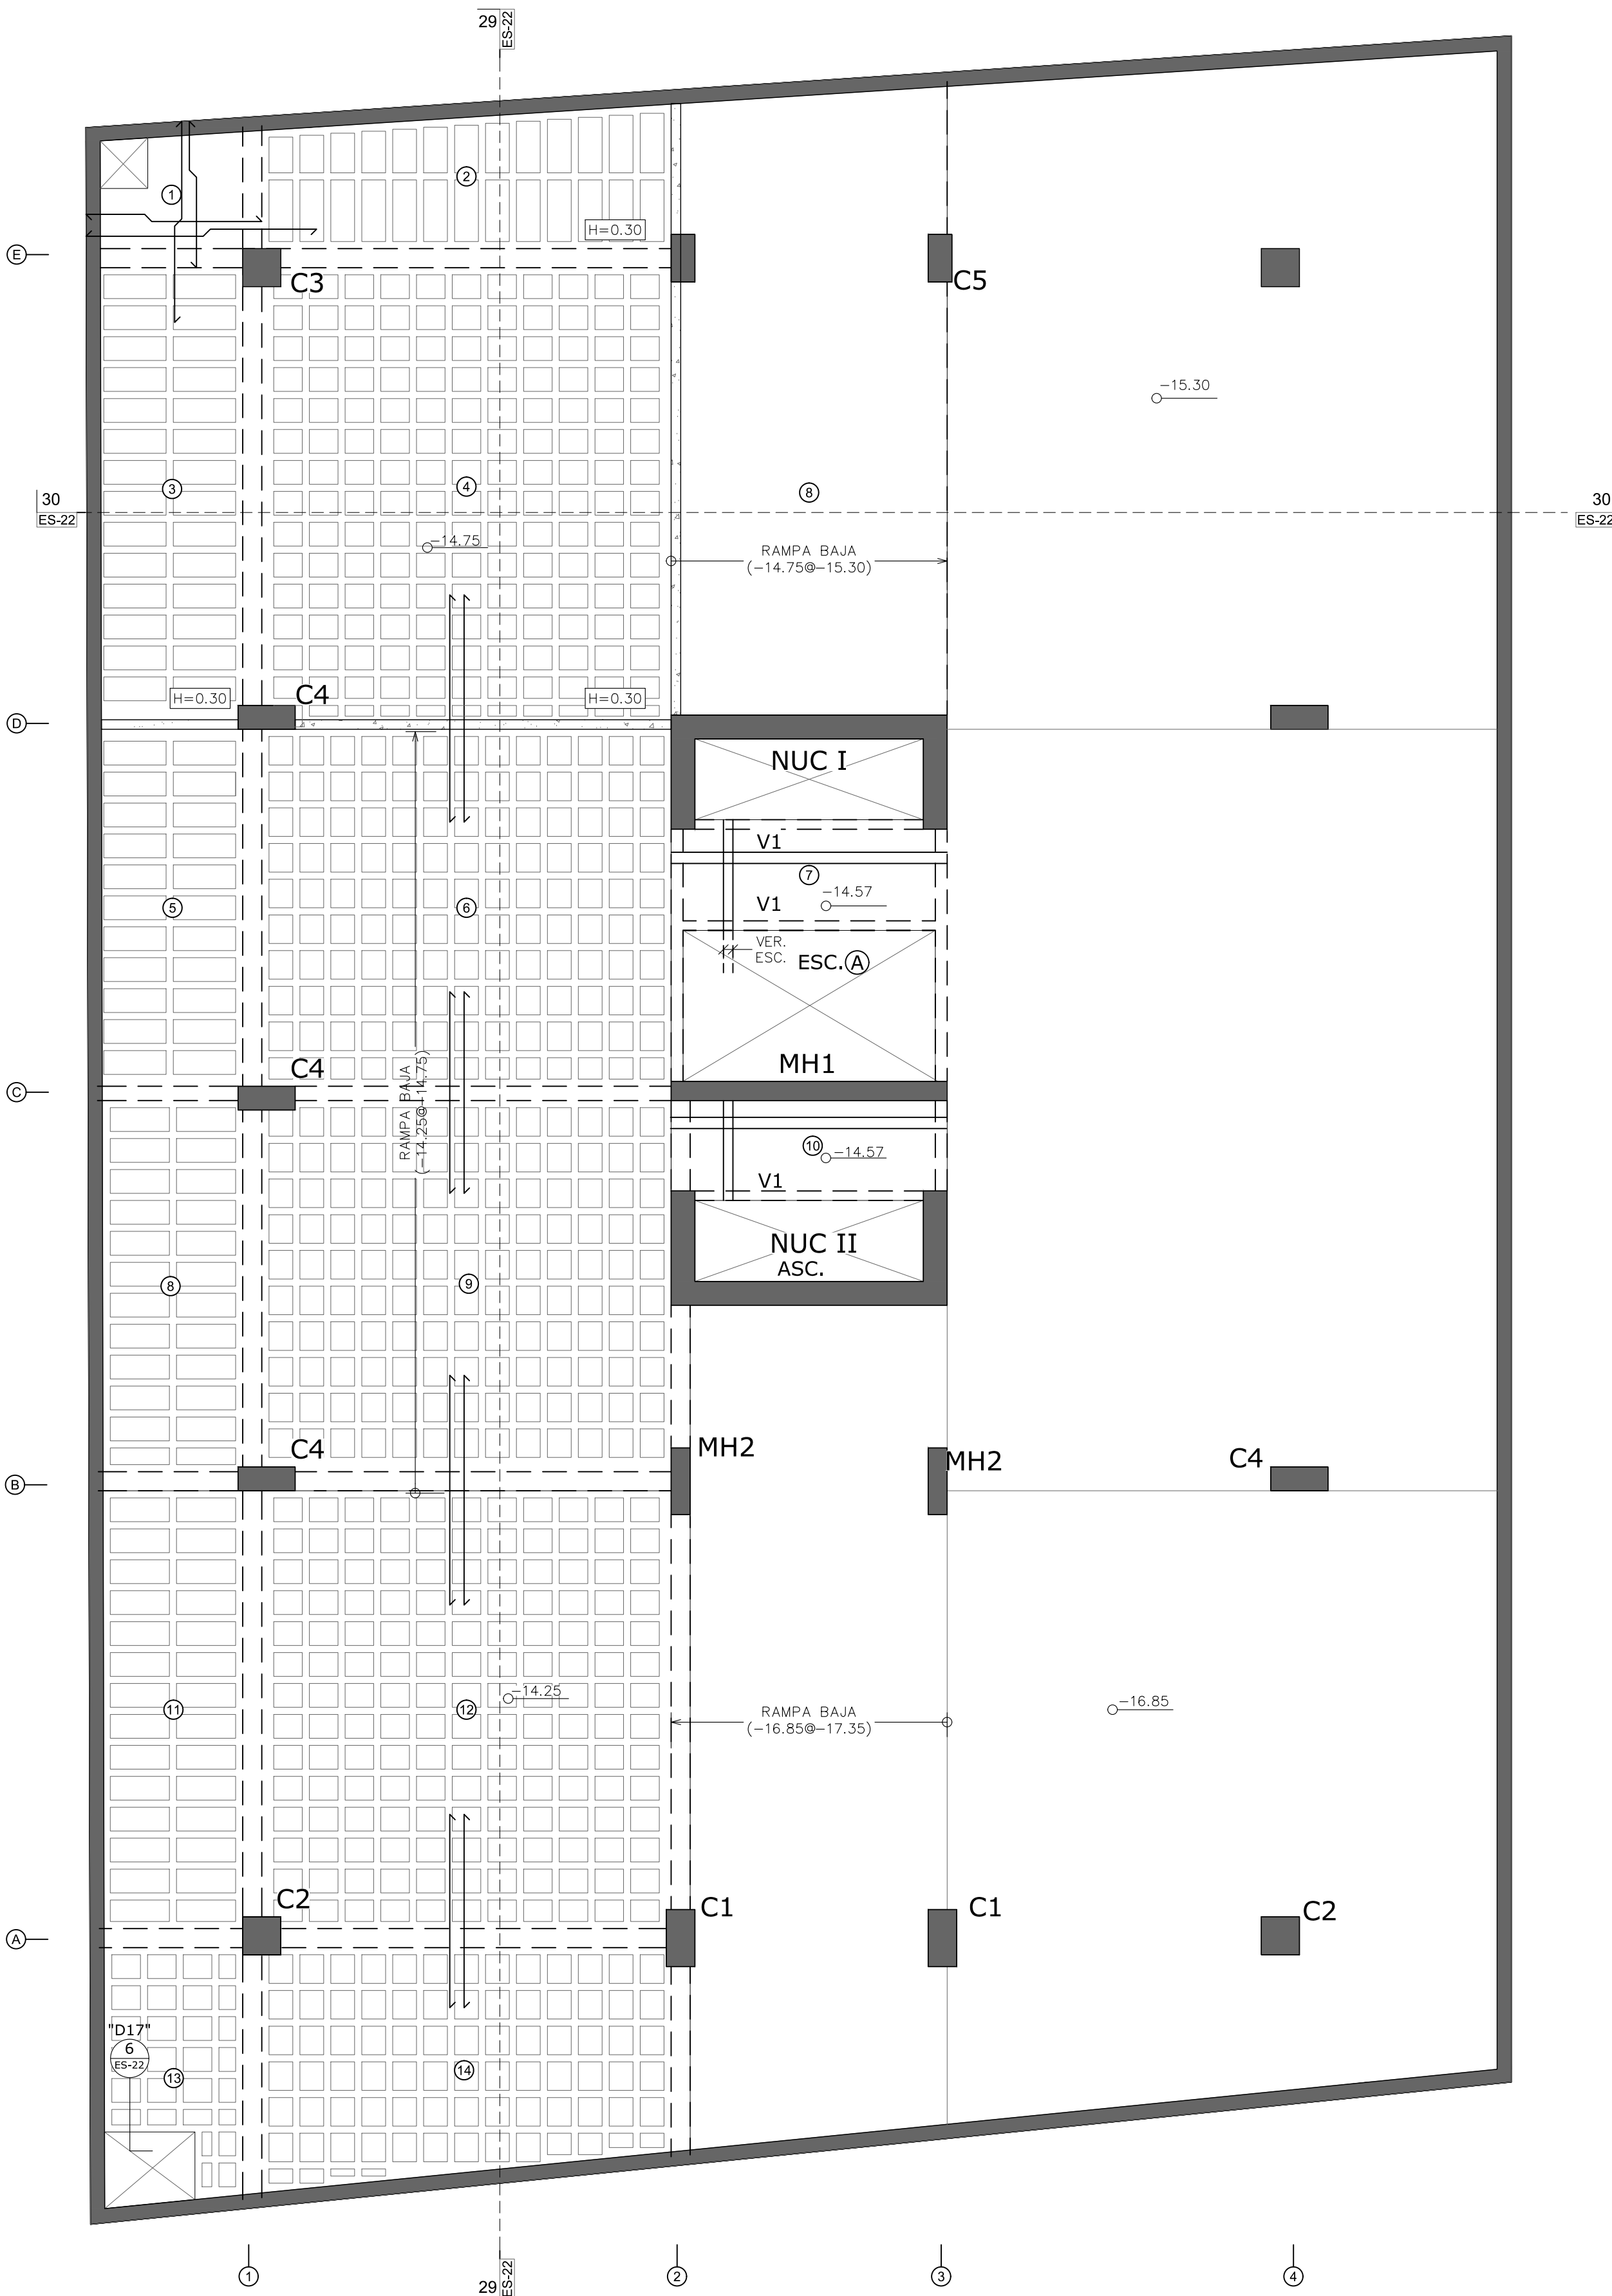 29
ES-22
1
2
H=0.30
E
C3
C5
-15.30
3
4
8
30
ES-22
30
ES-22
-14.75
RAMPA BAJA
(-14.75@-15.30)
H=0.30
C4
H=0.30
D
NUC I
V1
7
-14.57
V1
5
6
VER.
ESC.
ESC. A
MH1
C4
C
RAMPA BAJA
(-14.25@-14.75)
10
-14.57
V1
NUC II
ASC.
8
9
C4
MH2
MH2
C4
B
-14.25
11
12
RAMPA BAJA
(-16.85@-17.35)
-16.85
C2
C1
C1
C2
A
"D17"
6
ES-22
13
14
1
29
ES-22
2
3
4